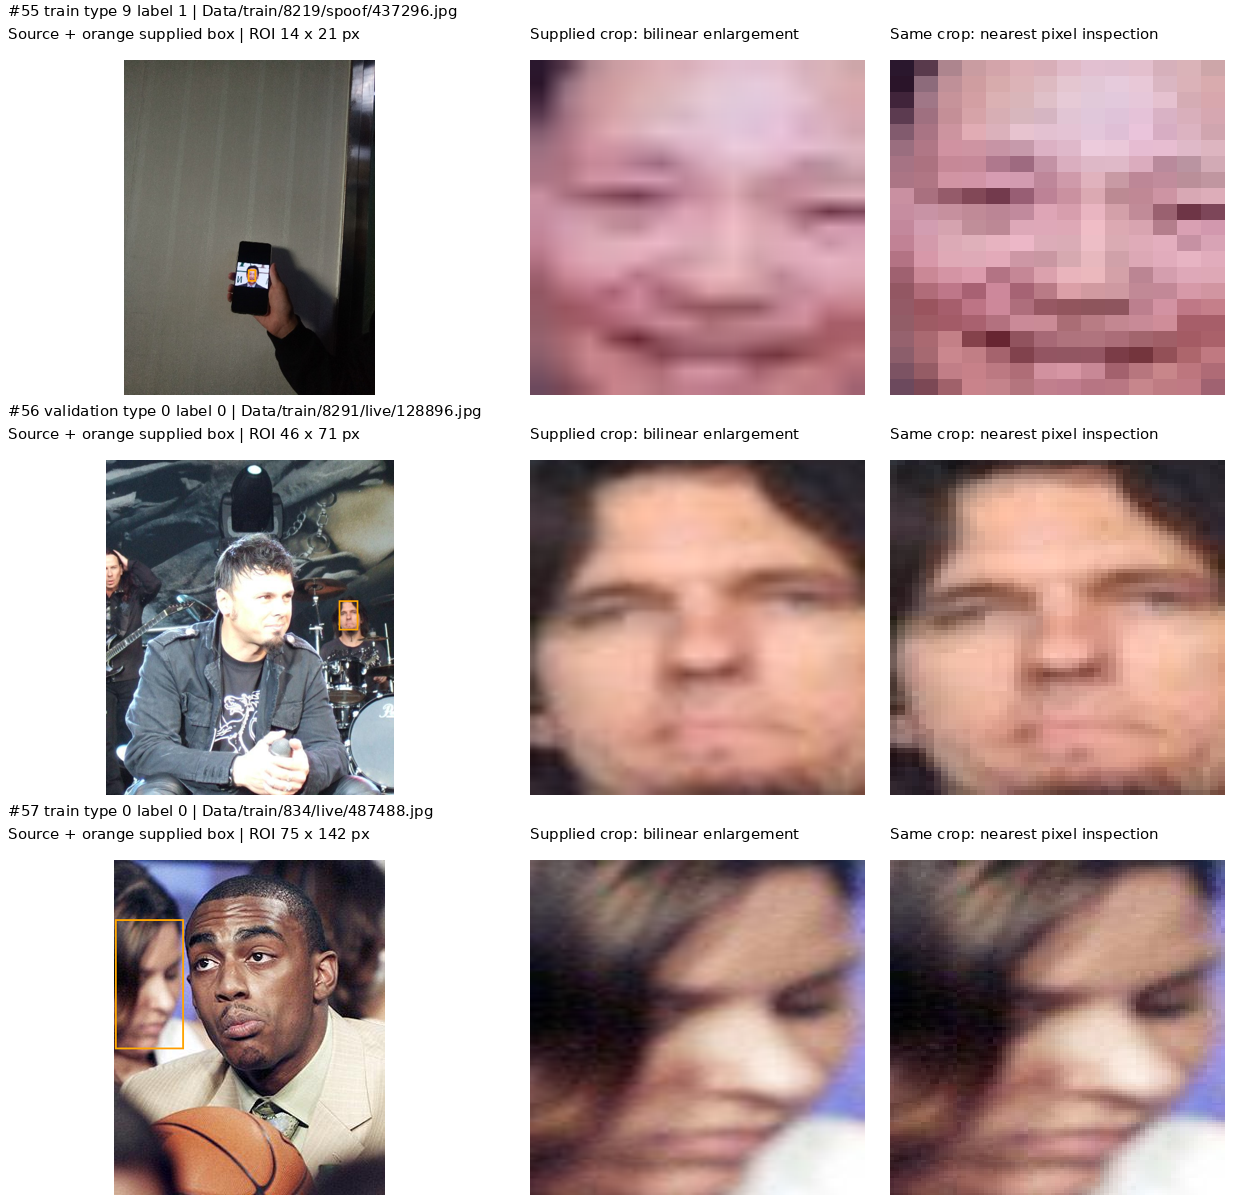 #55 train type 9 label 1 | Data/train/8219/spoof/437296.jpg
Source + orange supplied box | ROI 14 x 21 px
Supplied crop: bilinear enlargement
Same crop: nearest pixel inspection
#56 validation type 0 label 0 | Data/train/8291/live/128896.jpg
Source + orange supplied box | ROI 46 x 71 px
Supplied crop: bilinear enlargement
Same crop: nearest pixel inspection
#57 train type 0 label 0 | Data/train/834/live/487488.jpg
Source + orange supplied box | ROI 75 x 142 px
Supplied crop: bilinear enlargement
Same crop: nearest pixel inspection